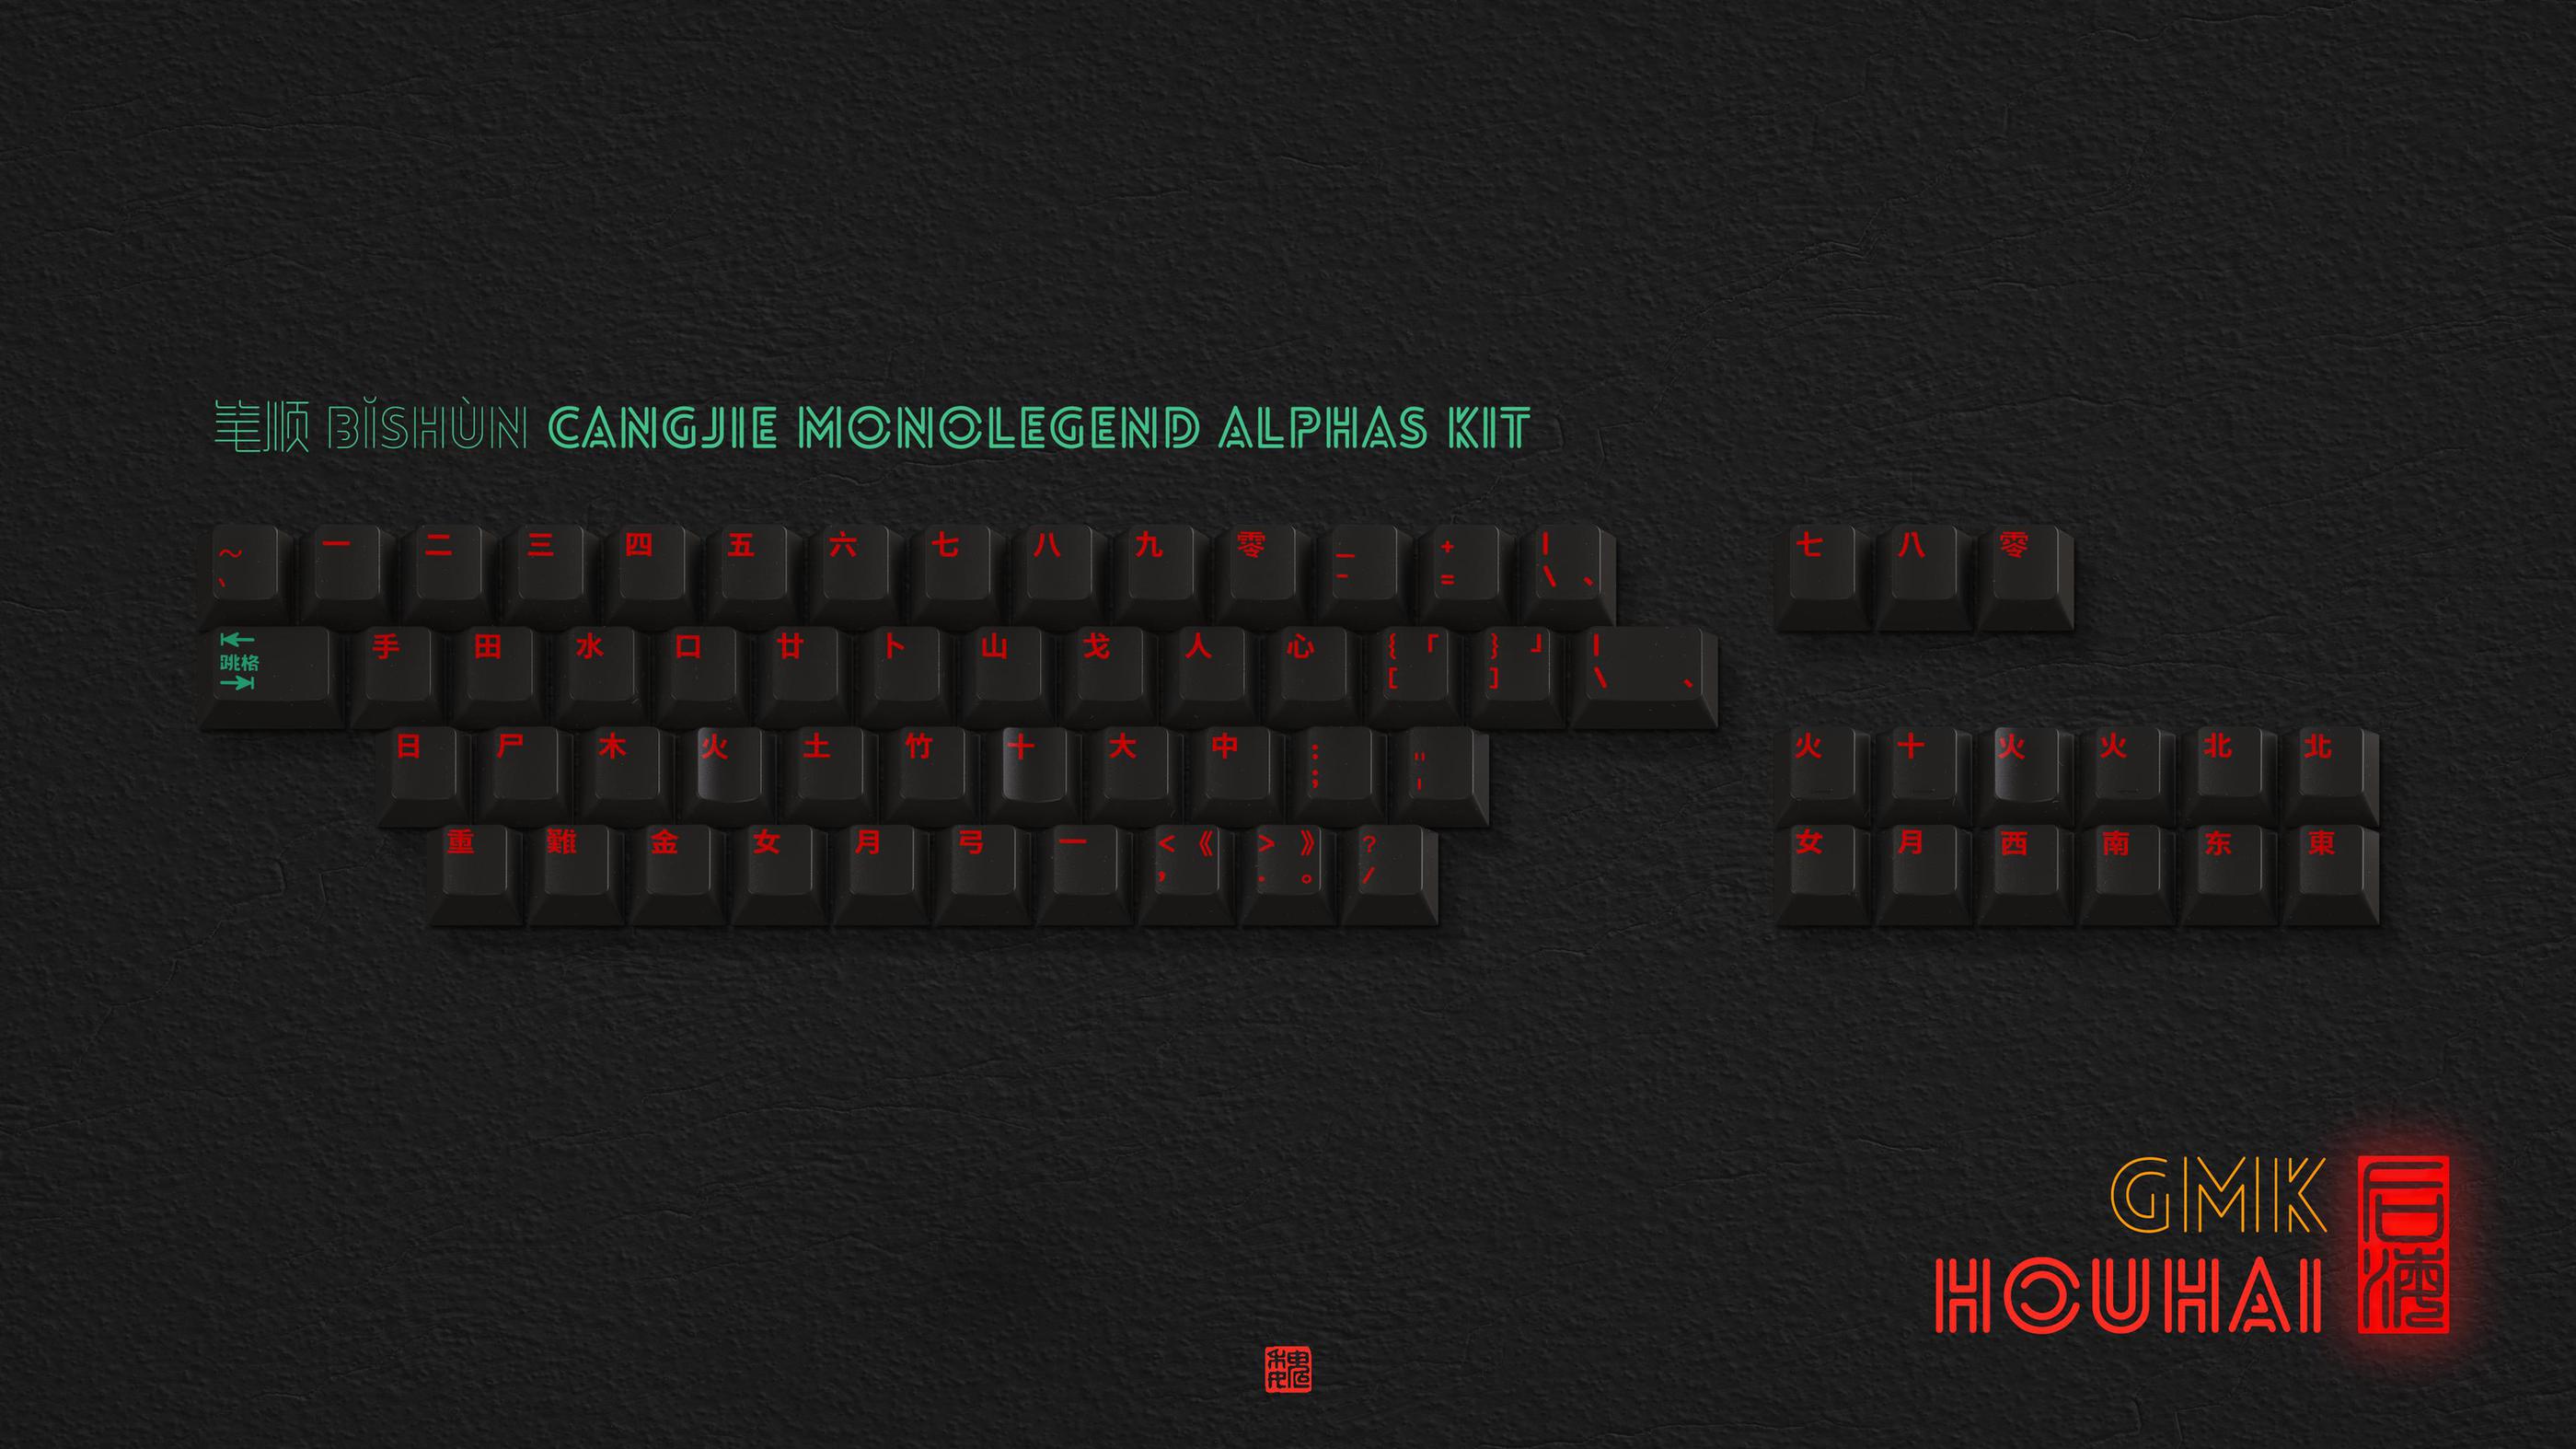 笔顺 BǏSHÙN CANGJIE MONOLEGEND ALPHAS KIT
~ 一 二 三 四 五 六 七 八 九 零 _ + |
、 - = \ 、
七 八 零
跳格 手 田 水 口 廿 卜 山 戈 人 心 { 「 } 」 |
[ ] \ 、
日 尸 木 火 土 竹 十 大 中 : "
; '
火 十 火 火 北 北
重 難 金 女 月 弓 一 < 《 > 》 ?
, . 。 /
女 月 西 南 东 東
GMK
HOUHAI
后海
魏